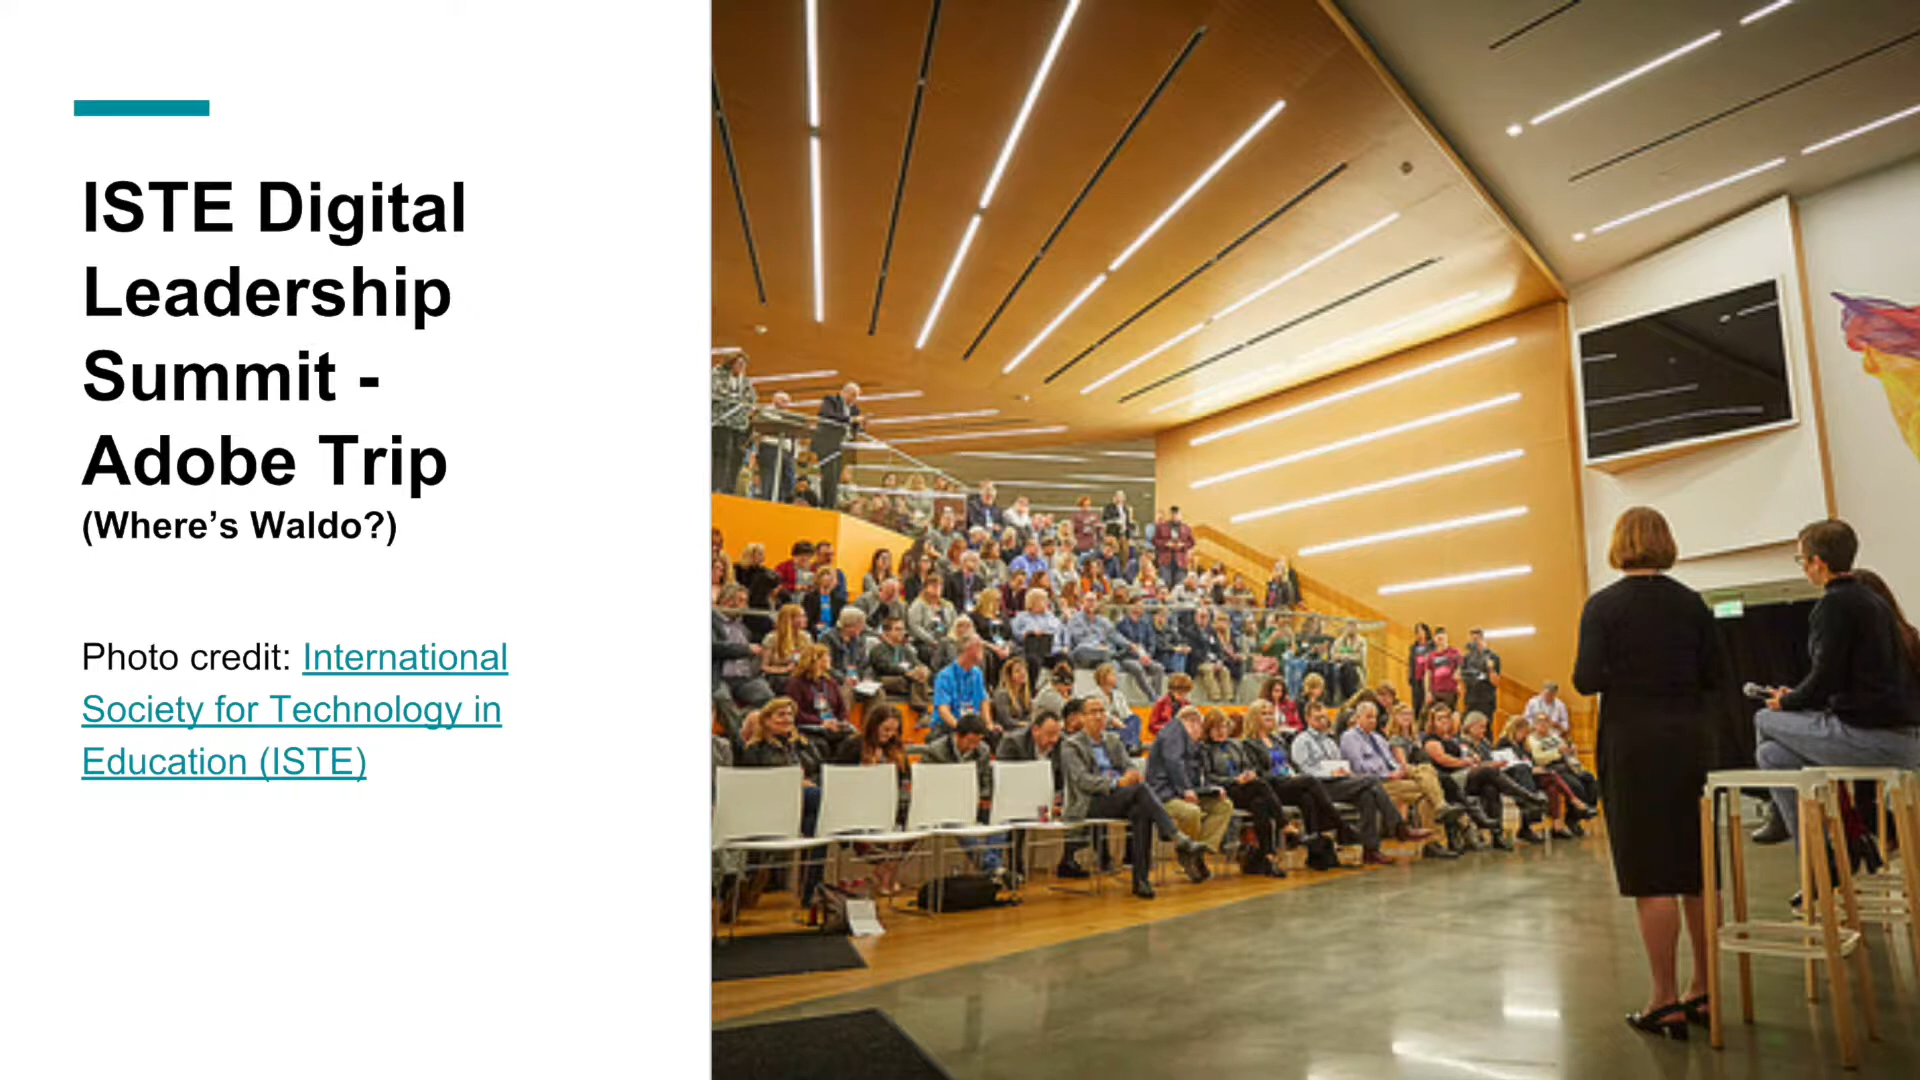 ISTE Digital
Leadership
Summit -
Adobe Trip
(Where’s Waldo?)
Photo credit: International
Society for Technology in
Education (ISTE)